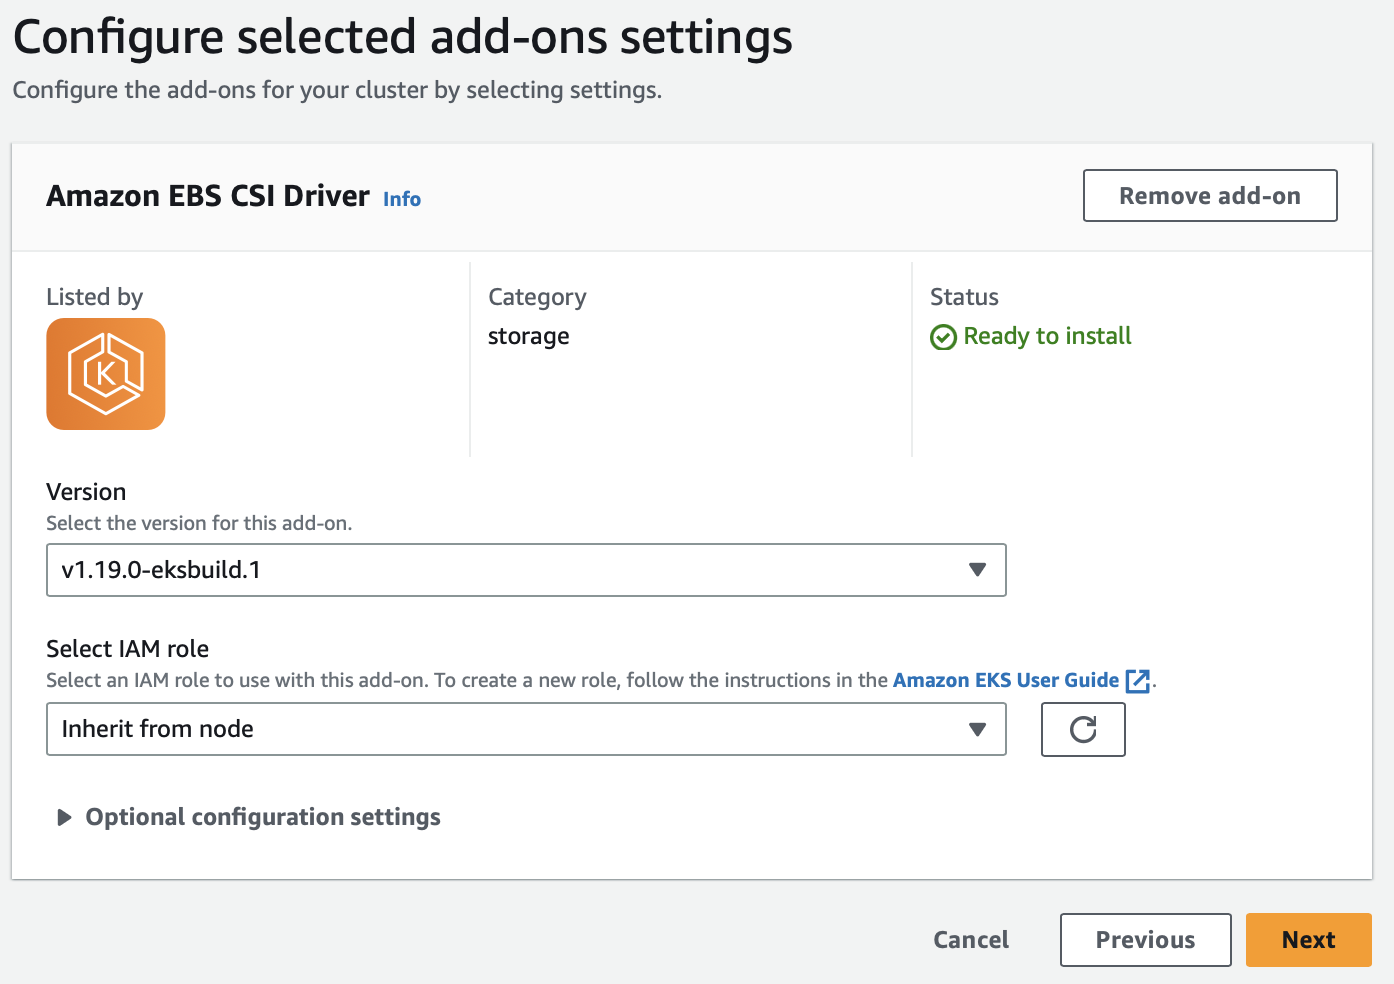 Configure selected add-ons settings
Configure the add-ons for your cluster by selecting settings.
Amazon EBS CSI Driver Info
Remove add-on
Listed by
K
Category
storage
Status
Ready to install
Version
Select the version for this add-on.
v1.19.0-eksbuild.1
Select IAM role
Select an IAM role to use with this add-on. To create a new role, follow the instructions in the Amazon EKS User Guide.
Inherit from node
Optional configuration settings
Cancel
Previous
Next